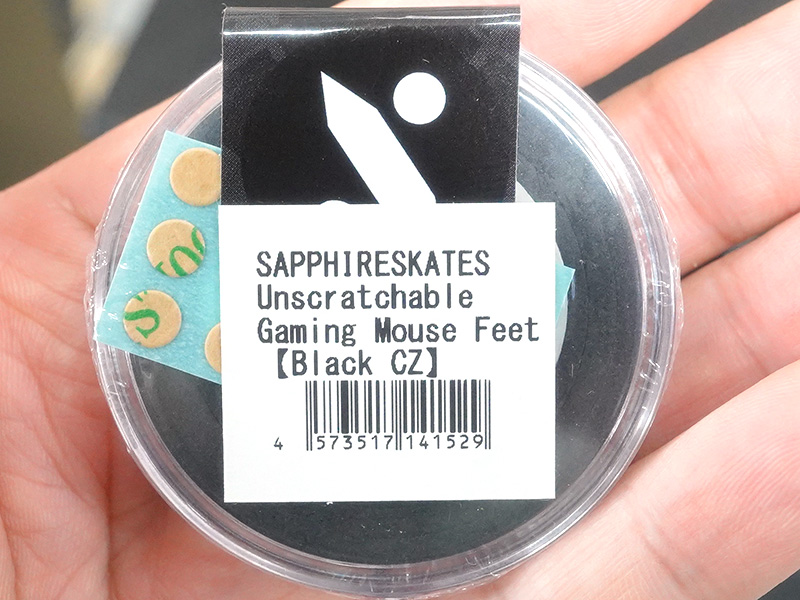 SAPPHIRESKATES
Unscratchable
Gaming Mouse Feet
【Black CZ】
4 573517 141529